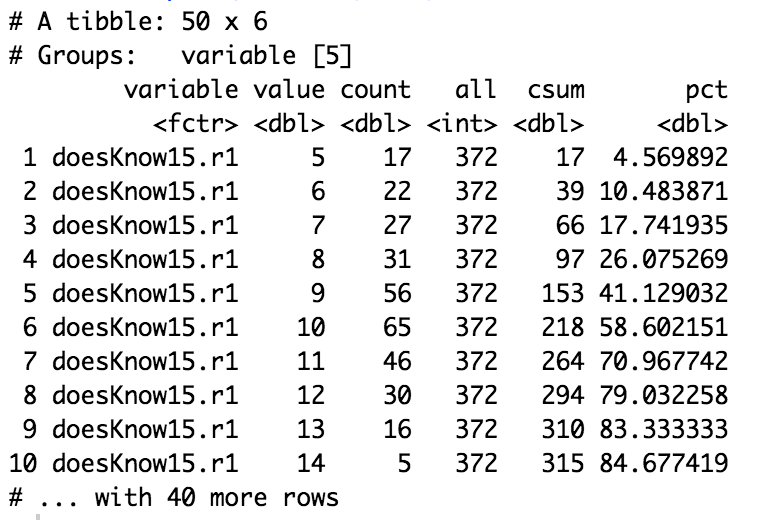 # A tibble: 50 x 6
# Groups: variable [5]
variable value count all csum pct
<fctr> <dbl> <dbl> <int> <dbl> <dbl>
1 doesKnow15.r1 5 17 372 17 4.569892
2 doesKnow15.r1 6 22 372 39 10.483871
3 doesKnow15.r1 7 27 372 66 17.741935
4 doesKnow15.r1 8 31 372 97 26.075269
5 doesKnow15.r1 9 56 372 153 41.129032
6 doesKnow15.r1 10 65 372 218 58.602151
7 doesKnow15.r1 11 46 372 264 70.967742
8 doesKnow15.r1 12 30 372 294 79.032258
9 doesKnow15.r1 13 16 372 310 83.333333
10 doesKnow15.r1 14 5 372 315 84.677419
# ... with 40 more rows